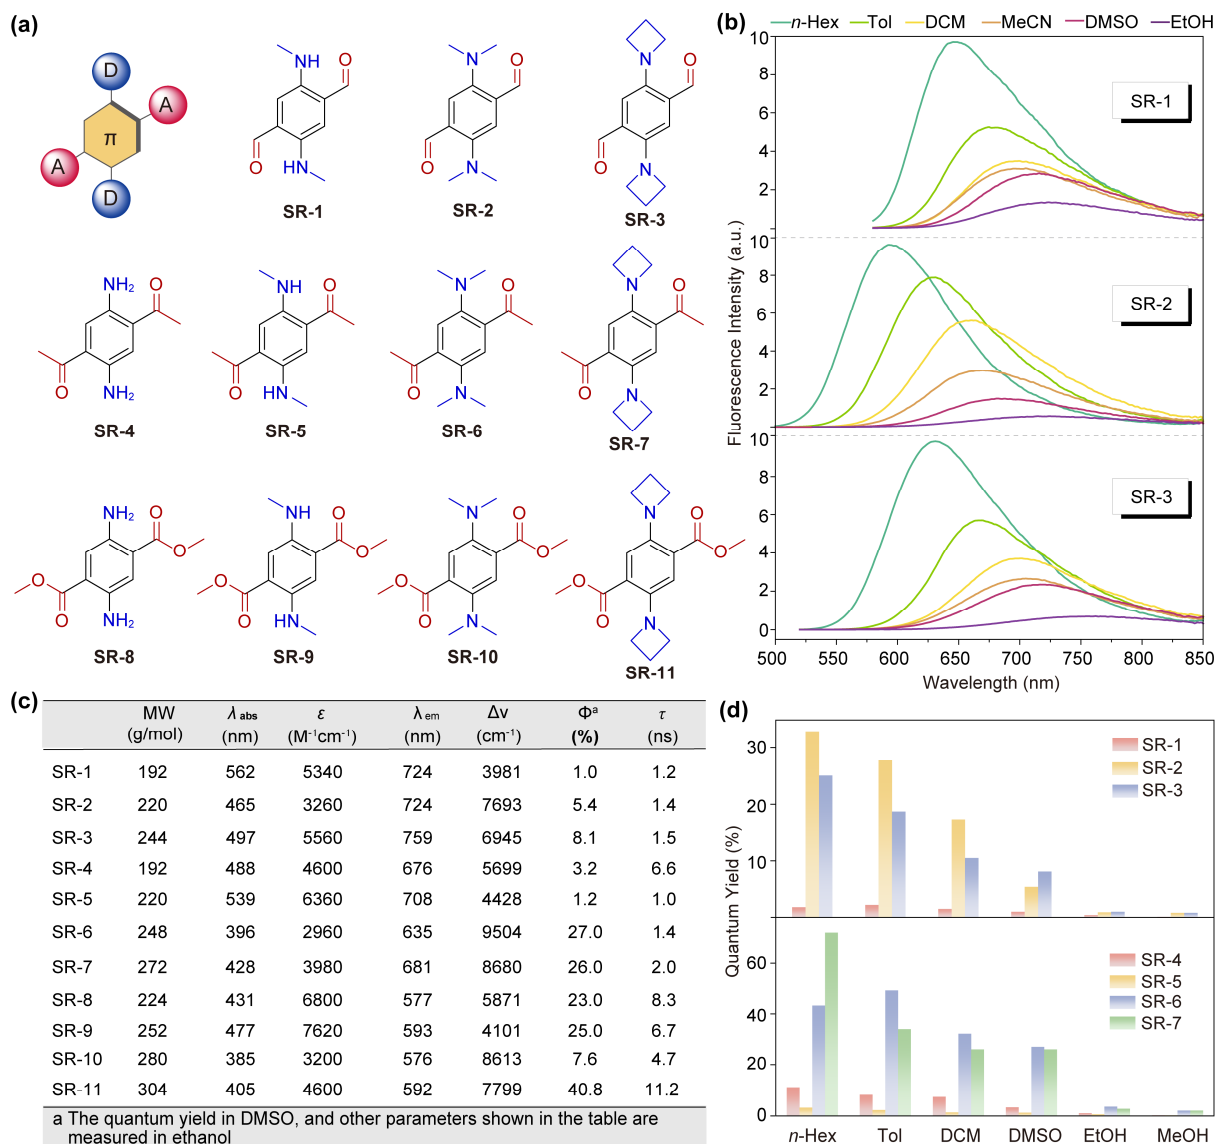 (a)
D
A
π
A
D
NH
O
O
HN
SR-1
N
O
O
N
SR-2
N
O
O
N
SR-3
NH₂
O
O
NH₂
SR-4
NH
O
O
HN
SR-5
N
O
O
N
SR-6
N
O
O
N
SR-7
NH₂
O
O
O
O
NH₂
SR-8
NH
O
O
O
O
HN
SR-9
N
O
O
O
O
N
SR-10
N
O
O
O
O
N
SR-11
(b)
n-Hex Tol DCM MeCN DMSO EtOH
Fluorescence Intensity (a.u.)
10
8
6
4
2
SR-1
10
8
6
4
2
SR-2
10
8
6
4
2
0
SR-3
500 550 600 650 700 750 800 850
Wavelength (nm)
(c)
MW (g/mol) λ abs (nm) ε (M⁻¹cm⁻¹) λ em (nm) Δv (cm⁻¹) Φᵃ (%) τ (ns)
SR-1 192 562 5340 724 3981 1.0 1.2
SR-2 220 465 3260 724 7693 5.4 1.4
SR-3 244 497 5560 759 6945 8.1 1.5
SR-4 192 488 4600 676 5699 3.2 6.6
SR-5 220 539 6360 708 4428 1.2 1.0
SR-6 248 396 2960 635 9504 27.0 1.4
SR-7 272 428 3980 681 8680 26.0 2.0
SR-8 224 431 6800 577 5871 23.0 8.3
SR-9 252 477 7620 593 4101 25.0 6.7
SR-10 280 385 3200 576 8613 7.6 4.7
SR-11 304 405 4600 592 7799 40.8 11.2
a The quantum yield in DMSO, and other parameters shown in the table are
measured in ethanol
(d)
Quantum Yield (%)
30
20
10
SR-1
SR-2
SR-3
60
40
20
0
SR-4
SR-5
SR-6
SR-7
n-Hex Tol DCM DMSO EtOH MeOH